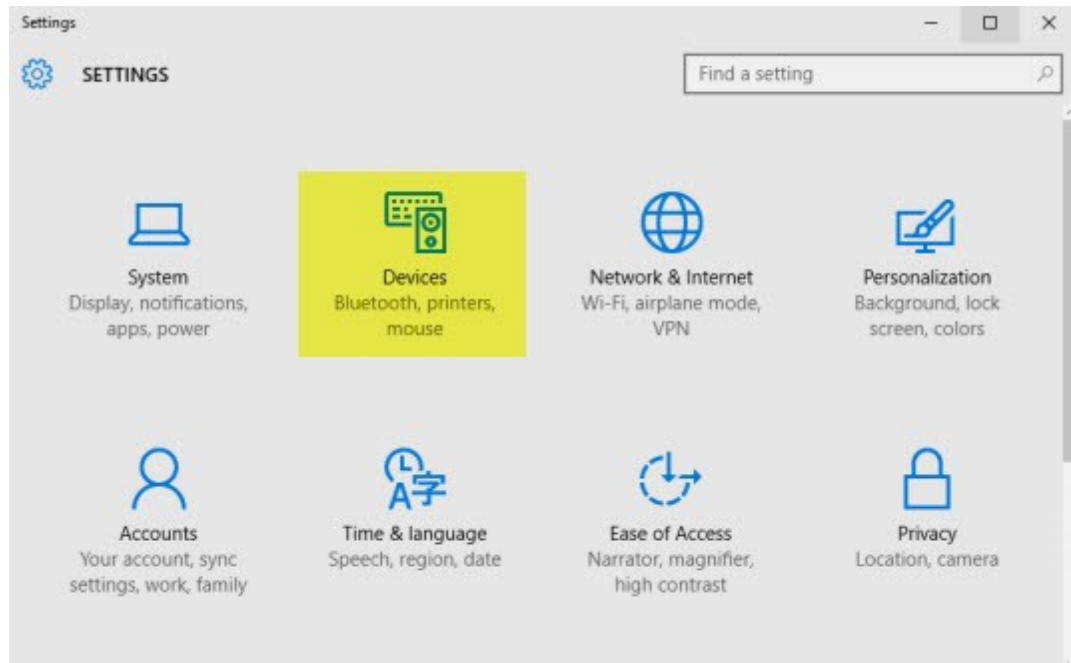 Settings
SETTINGS
Find a setting
System
Display, notifications,
apps, power
Devices
Bluetooth, printers,
mouse
Network & Internet
Wi-Fi, airplane mode,
VPN
Personalization
Background, lock
screen, colors
Accounts
Your account, sync
settings, work, family
A字
Time & language
Speech, region, date
Ease of Access
Narrator, magnifier,
high contrast
Privacy
Location, camera